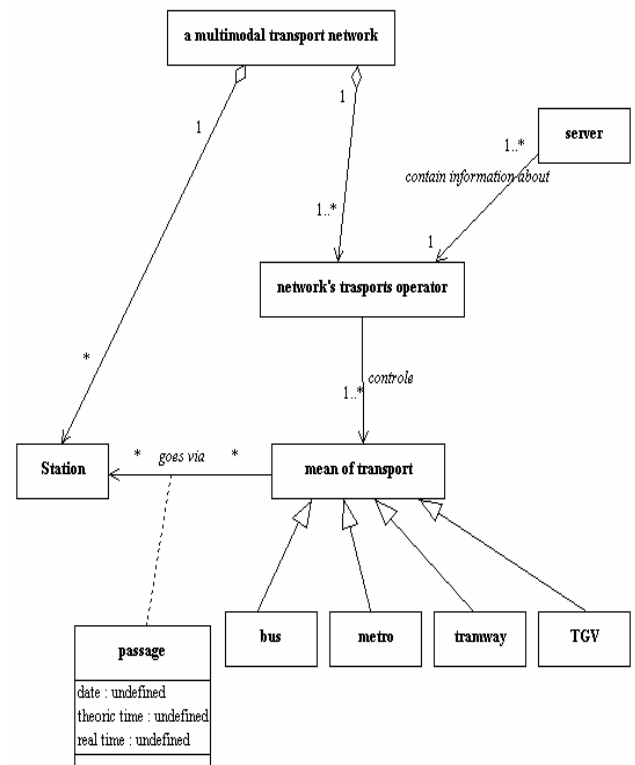 a multimodal transport network
1
1
server
1..*
contain information about
1..*
1
network's trasports operator
*
controle
1..*
Station
* goes via *
mean of transport
bus
metro
tramway
TGV
passage
date : undefined
theoric time : undefined
real time : undefined